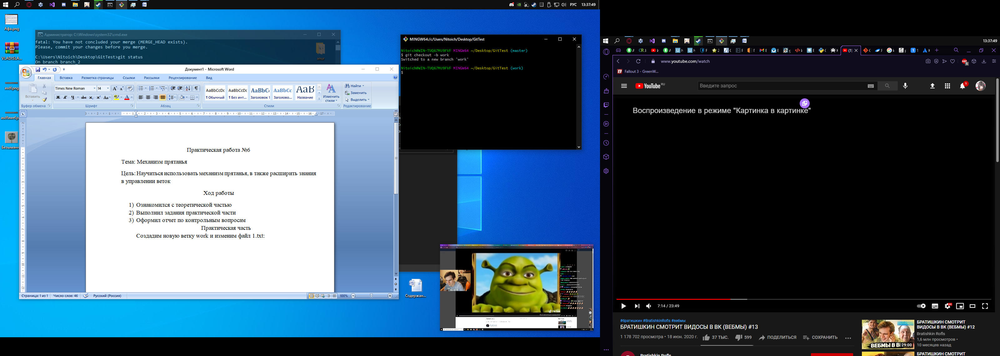 РУС
13:37:49
Афа.png
VLADISLA...
asdf.png
asdfawef.p
Безымянн
Администратор: C:\Windows\system32\cmd.exe
fatal: You have not concluded your merge (MERGE_HEAD exists).
Please, commit your changes before you merge.
C:\Users\Nitoich\Desktop\GitTest>git status
On branch branch_2
anur
Документ1 - Microsoft Word
Главная
Вставка
Разметка страницы
Ссылки
Рассылки
Рецензирование
Вид
Вставить
Буфер обмена
Times New Roman
14
Ж К Ч abc x₂ x² Aa
Шрифт
Абзац
AaBbCcDc
AaBbCcDc
AaBbC
AaBbCc
AaB
¶ Обычный
¶ Без инт...
Заголовок 1
Заголово...
Название
Изменить стили
Стили
Найти
Заменить
Выделить
Редактирование
Практическая работа №6
Тема: Механизм прятанья
Цель: Научиться использовать механизм прятанья, в также расширить знания
в управлении веток
Ход работы
1) Ознакомился с теоретической частью
2) Выполнил задания практической части
3) Оформил отчет по контрольным вопросам
Практическая часть
Создадим новую ветку work и изменим файл 1.txt:
Страница: 1 из 1
Число слов: 46
Русский (Россия)
100%
MINGW64:/c/Users/Nitoich/Desktop/GitTest
Nitoich@WIN-TUQ67MU9FVF MINGW64 ~/Desktop/GitTest (master)
$ git checkout -b work
Switched to a new branch 'work'
Nitoich@WIN-TUQ67MU9FVF MINGW64 ~/Desktop/GitTest (work)
$
Содержан...
TikTok
13:37:49
www.youtube.com/watch
Fallout 3 - GreenW...
YouTube RU
Введите запрос
1
Воспроизведение в режиме "Картинка в картинке"
7:14 / 23:49
HD
#братишкин #BratishkinRofls #вебмы
БРАТИШКИН СМОТРИТ ВИДОСЫ В ВК (ВЕБМЫ) #13
1 178 702 просмотра • 18 июн. 2020 г.
37 ТЫС.
599
ПОДЕЛИТЬСЯ
СОХРАНИТЬ
Bratishkin Rofls
ВЕБМЫ В В
29:00
БРАТИШКИН СМОТРИТ
ВИДОСЫ В ВК (ВЕБМЫ) #12
Bratishkin Rofls
1,6 млн просмотров •
10 месяцев назад
БРАТИШКИН СМОТРИТ